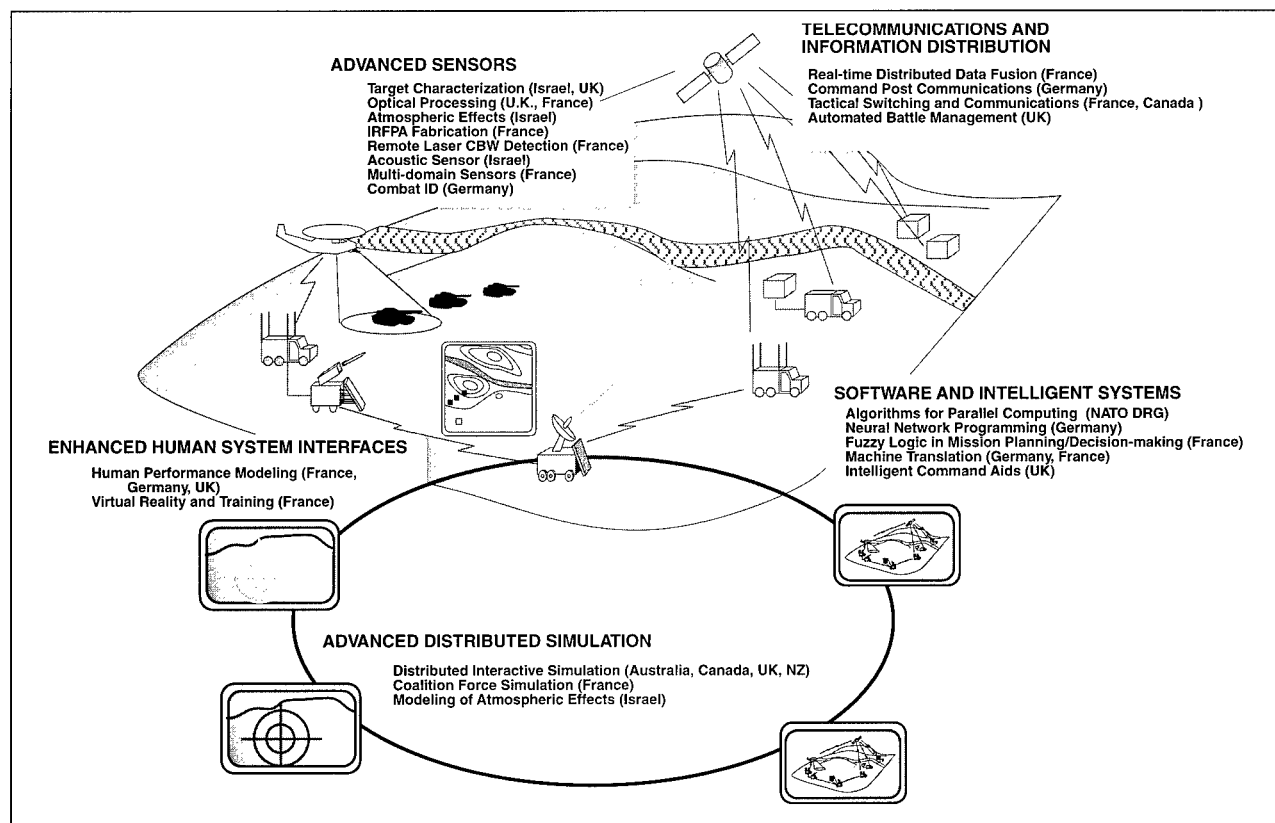 TELECOMMUNICATIONS AND
INFORMATION DISTRIBUTION
Real-time Distributed Data Fusion (France)
Command Post Communications (Germany)
Tactical Switching and Communications (France, Canada )
Automated Battle Management (UK)
ADVANCED SENSORS
Target Characterization (Israel, UK)
Optical Processing (U.K., France)
Atmospheric Effects (Israel)
IRFPA Fabrication (France)
Remote Laser CBW Detection (France)
Acoustic Sensor (Israel)
Multi-domain Sensors (France)
Combat ID (Germany)
SOFTWARE AND INTELLIGENT SYSTEMS
Algorithms for Parallel Computing (NATO DRG)
Neural Network Programming (Germany)
Fuzzy Logic in Mission Planning/Decision-making (France)
Machine Translation (Germany, France)
Intelligent Command Aids (UK)
ENHANCED HUMAN SYSTEM INTERFACES
Human Performance Modeling (France,
Germany, UK)
Virtual Reality and Training (France)
ADVANCED DISTRIBUTED SIMULATION
Distributed Interactive Simulation (Australia, Canada, UK, NZ)
Coalition Force Simulation (France)
Modeling of Atmospheric Effects (Israel)